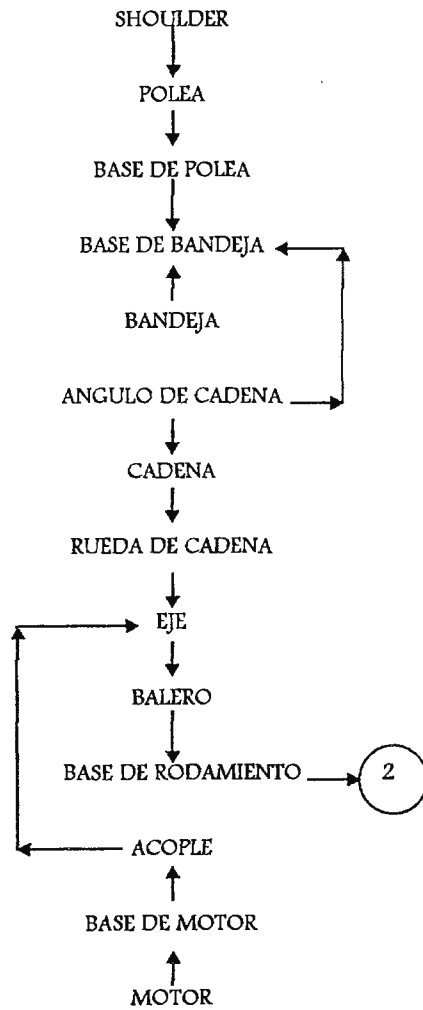 SHOULDER
POLEA
BASE DE POLEA
BASE DE BANDEJA
BANDEJA
ANGULO DE CADENA
CADENA
RUEDA DE CADENA
EJE
BALERO
BASE DE RODAMIENTO
2
ACOPLE
BASE DE MOTOR
MOTOR